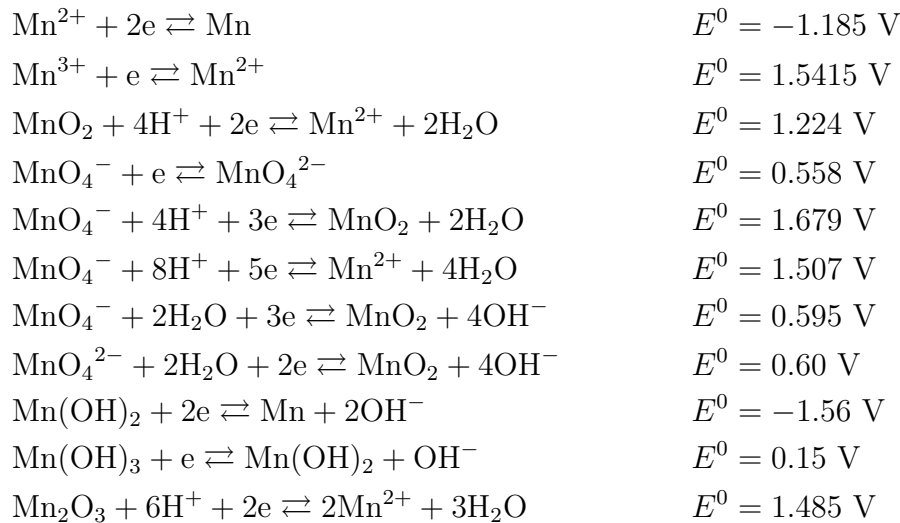 Mn²⁺ + 2e ⇄ Mn E⁰ = −1.185 V
Mn³⁺ + e ⇄ Mn²⁺ E⁰ = 1.5415 V
MnO₂ + 4H⁺ + 2e ⇄ Mn²⁺ + 2H₂O E⁰ = 1.224 V
MnO₄⁻ + e ⇄ MnO₄²⁻ E⁰ = 0.558 V
MnO₄⁻ + 4H⁺ + 3e ⇄ MnO₂ + 2H₂O E⁰ = 1.679 V
MnO₄⁻ + 8H⁺ + 5e ⇄ Mn²⁺ + 4H₂O E⁰ = 1.507 V
MnO₄⁻ + 2H₂O + 3e ⇄ MnO₂ + 4OH⁻ E⁰ = 0.595 V
MnO₄²⁻ + 2H₂O + 2e ⇄ MnO₂ + 4OH⁻ E⁰ = 0.60 V
Mn(OH)₂ + 2e ⇄ Mn + 2OH⁻ E⁰ = −1.56 V
Mn(OH)₃ + e ⇄ Mn(OH)₂ + OH⁻ E⁰ = 0.15 V
Mn₂O₃ + 6H⁺ + 2e ⇄ 2Mn²⁺ + 3H₂O E⁰ = 1.485 V